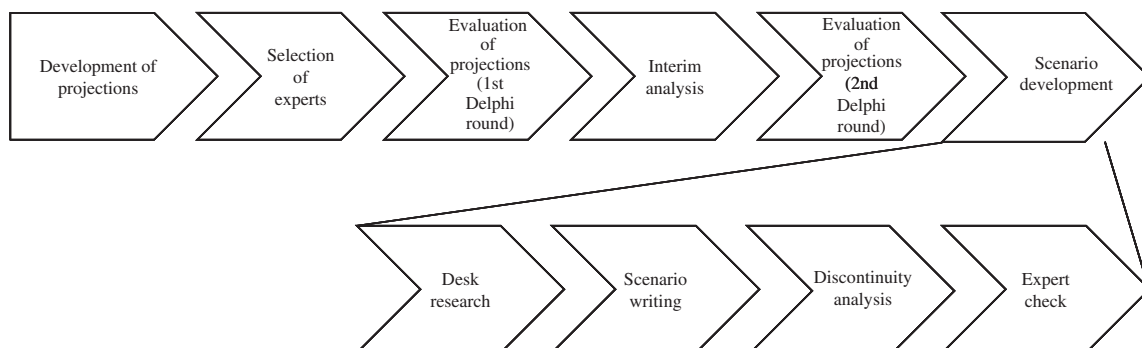 Development of
projections
Selection
of
experts
Evaluation
of
projections
(1st
Delphi
round)
Interim
analysis
Evaluation
of
projections
(2nd
Delphi
round)
Scenario
development
Desk
research
Scenario
writing
Discontinuity
analysis
Expert
check